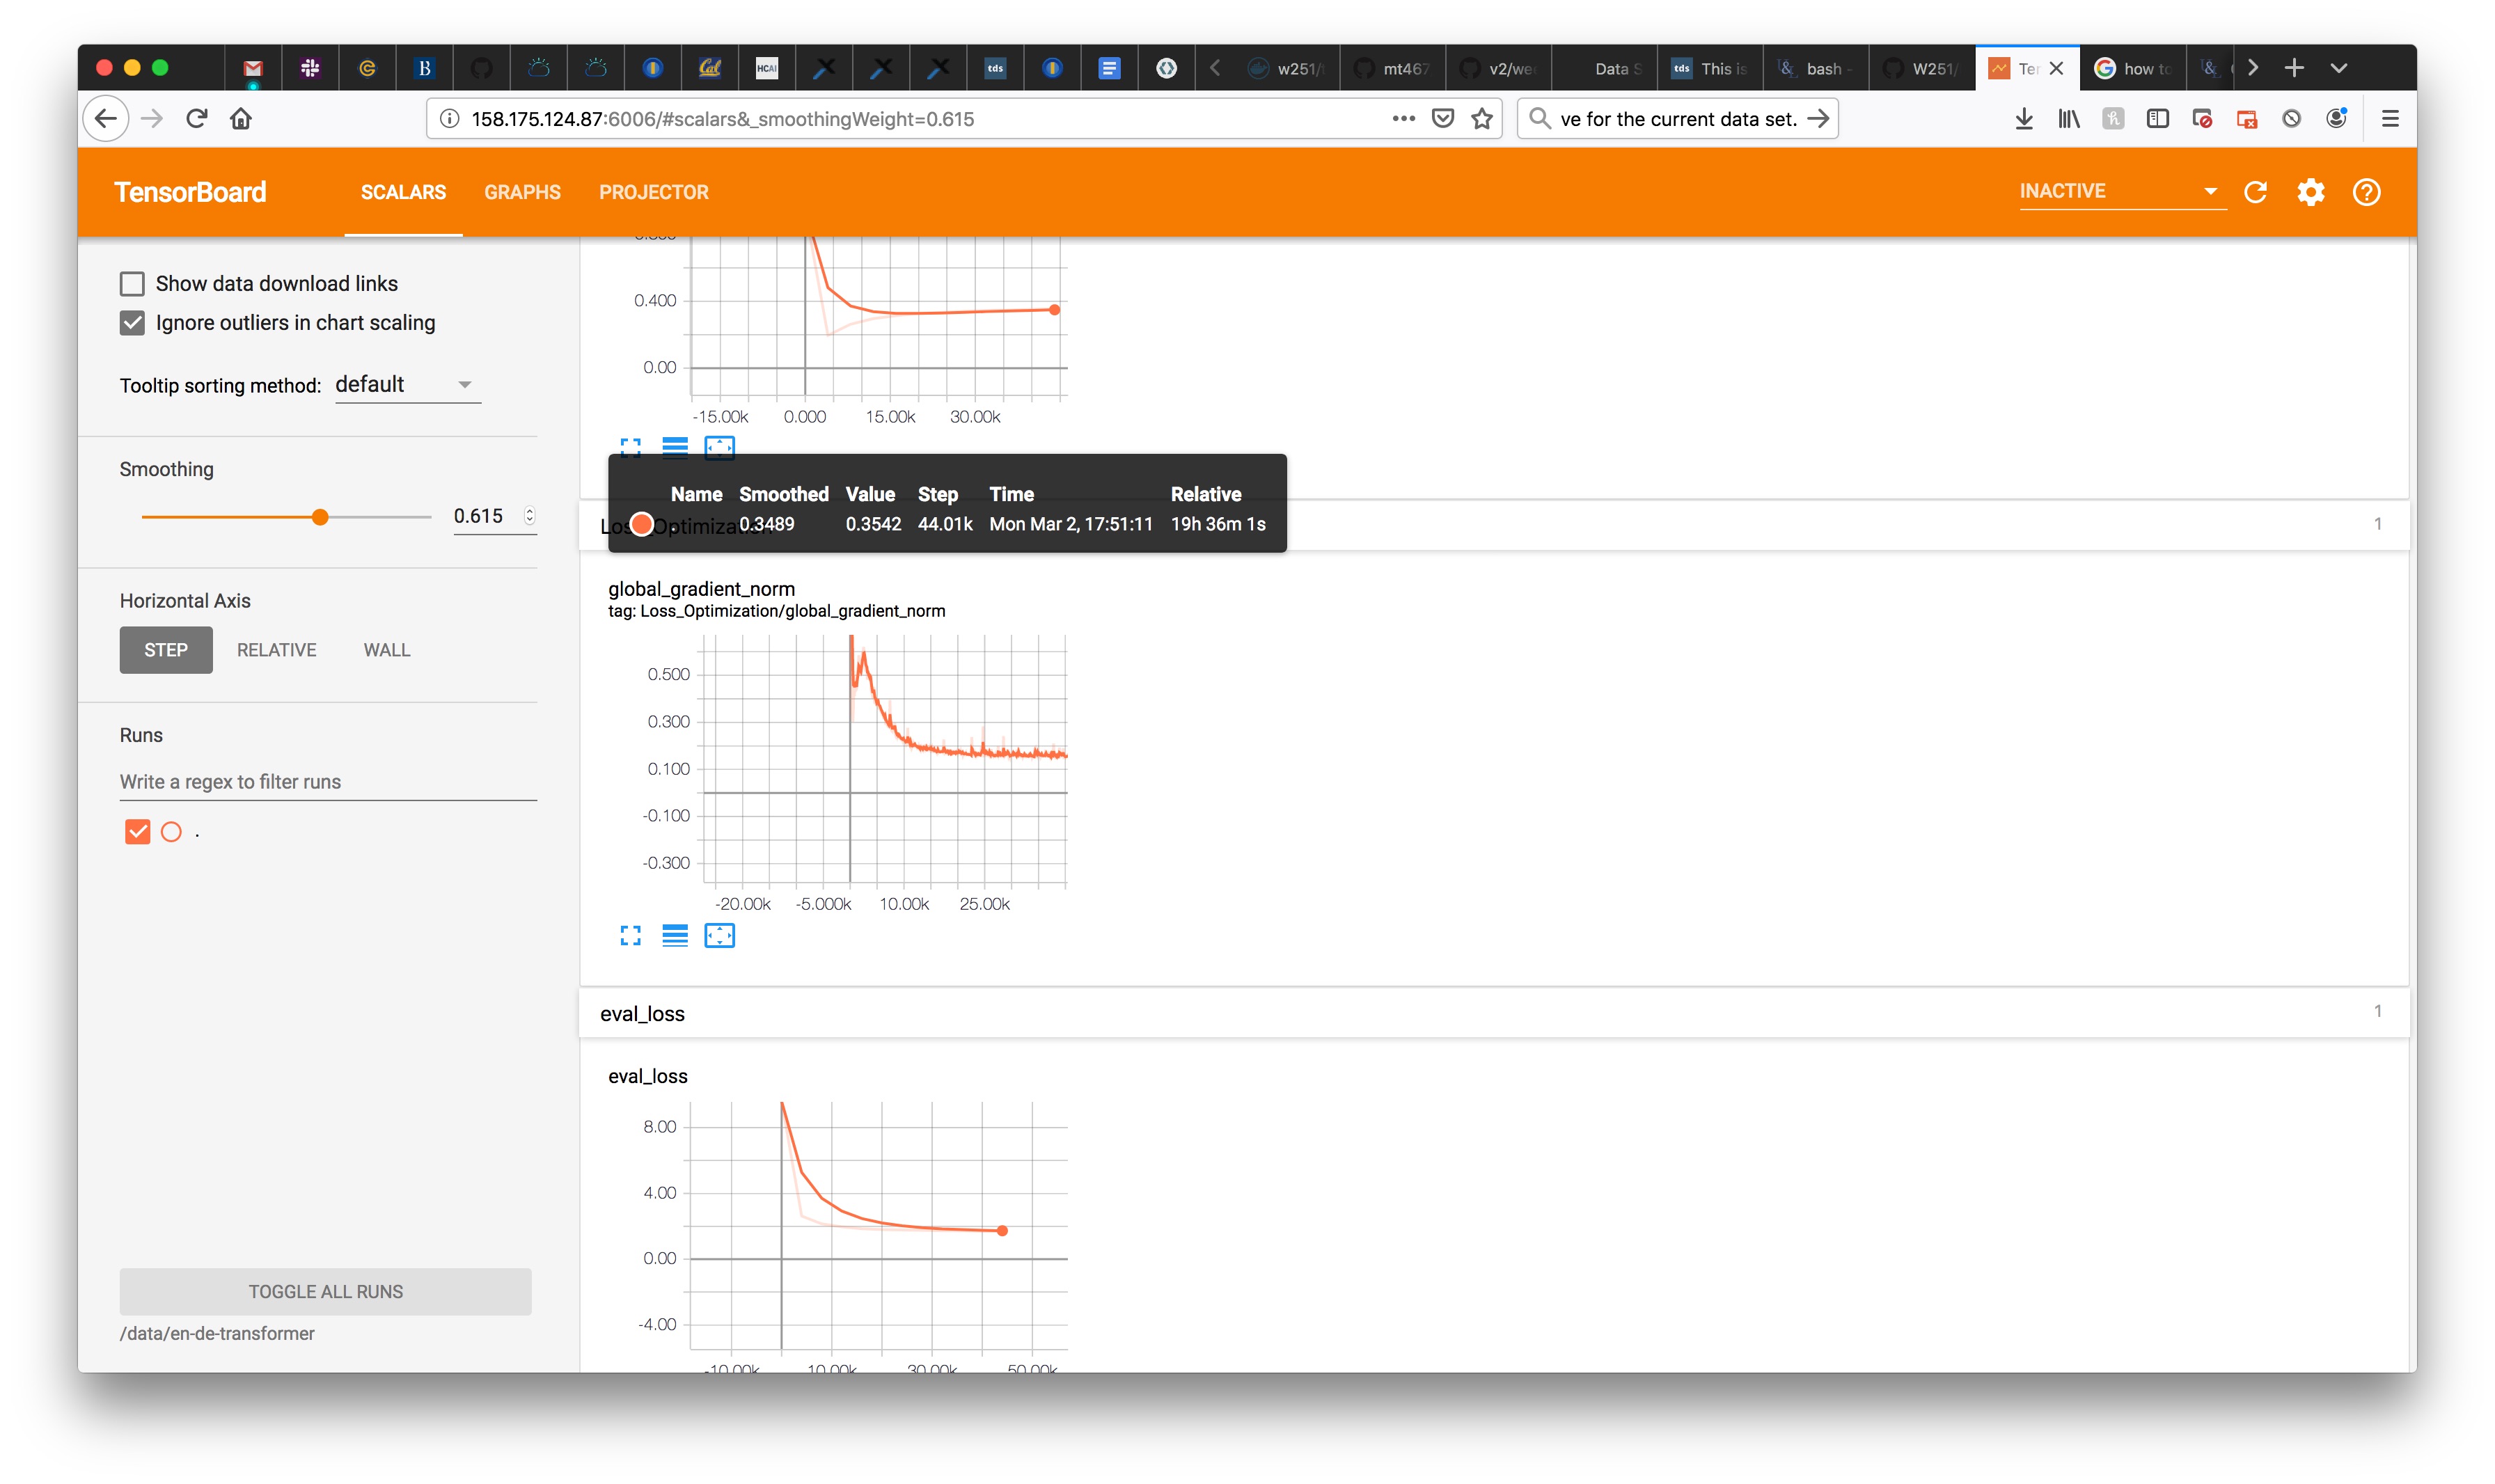 B
Cal
HCAI
tds
w251/
mt467
v2/we
Data S
tds This is
bash -
W251/
Ter
how to
158.175.124.87:6006/#scalars&_smoothingWeight=0.615
ve for the current data set.
TensorBoard
SCALARS
GRAPHS
PROJECTOR
INACTIVE
Show data download links
Ignore outliers in chart scaling
Tooltip sorting method: default
Smoothing
0.615
Horizontal Axis
STEP RELATIVE WALL
Runs
Write a regex to filter runs
.
TOGGLE ALL RUNS
/data/en-de-transformer
0.400
0.00
-15.00k 0.000 15.00k 30.00k
Name Smoothed Value Step Time Relative
. 0.3489 0.3542 44.01k Mon Mar 2, 17:51:11 19h 36m 1s
Loss_Optimization
1
global_gradient_norm
tag: Loss_Optimization/global_gradient_norm
0.500
0.300
0.100
-0.100
-0.300
-20.00k -5.000k 10.00k 25.00k
eval_loss
1
eval_loss
8.00
4.00
0.00
-4.00
-10.00k 10.00k 30.00k 50.00k